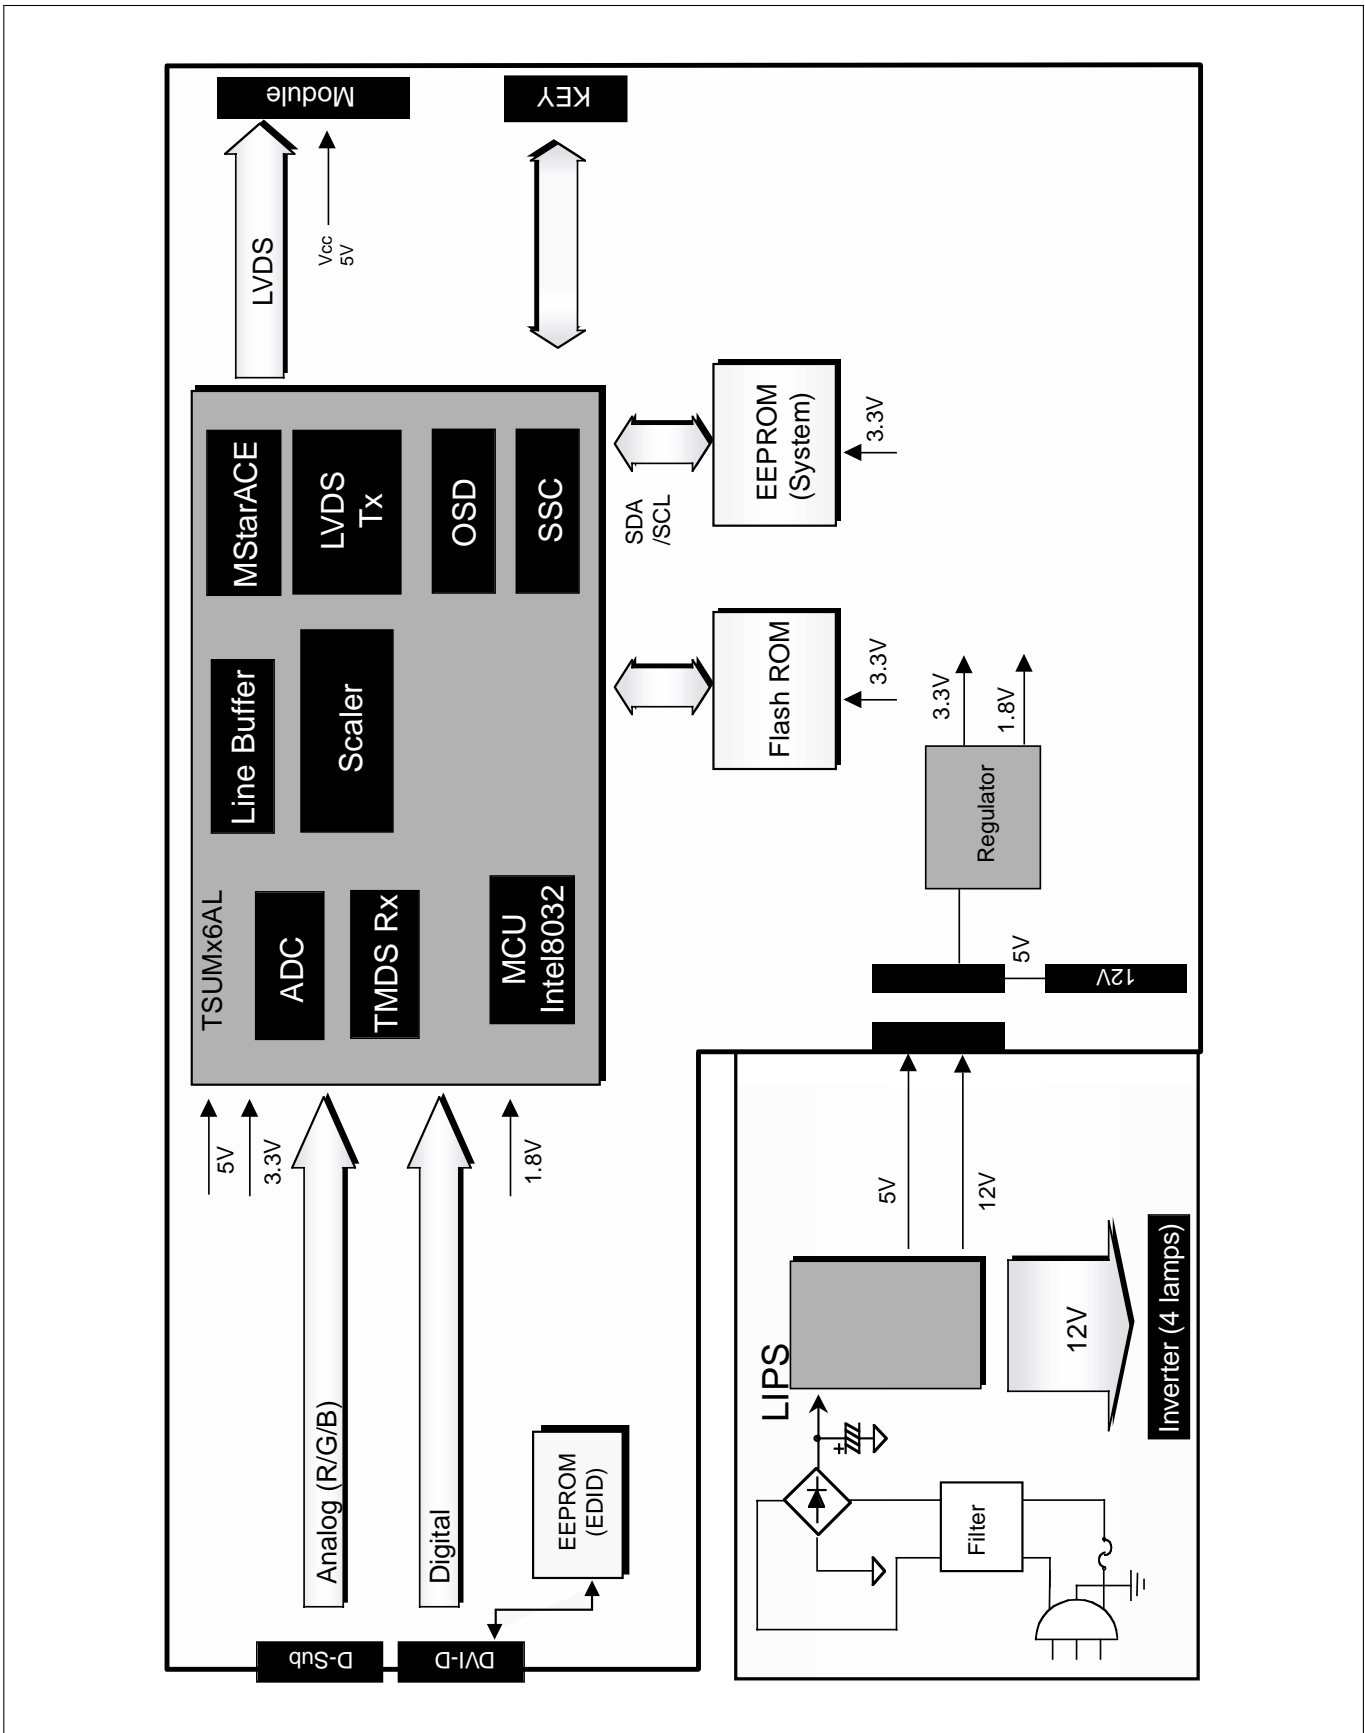 D-Sub
DVI-D
Analog (R/G/B)
Digital
EEPROM
(EDID)
5V
3.3V
1.8V
TSUMx6AL
ADC
TMDS Rx
MCU
Intel8032
Line Buffer
Scaler
MStarACE
LVDS
Tx
OSD
SSC
LVDS
Vcc
5V
Module
KEY
SDA
/SCL
Flash ROM
3.3V
EEPROM
(System)
3.3V
LIPS
Filter
5V
12V
12V
Inverter (4 lamps)
5V
12V
Regulator
3.3V
1.8V